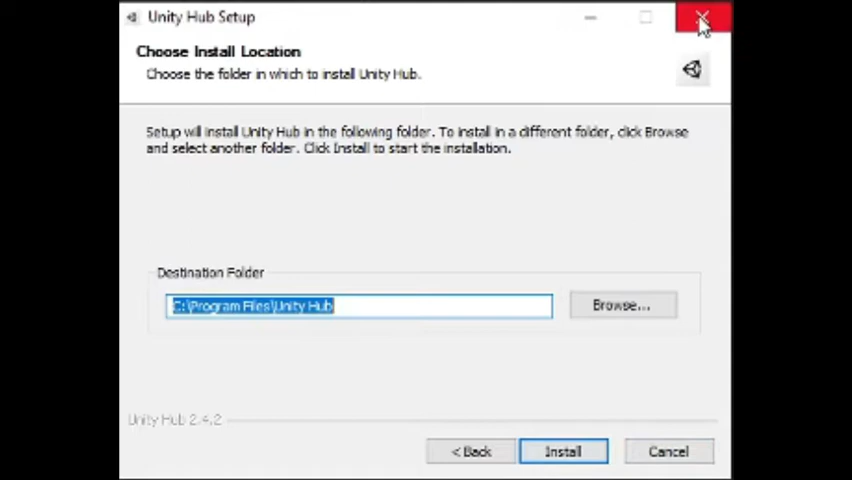 Unity Hub Setup
Choose Install Location
Choose the folder in which to install Unity Hub.
Setup will install Unity Hub in the following folder. To install in a different folder, click Browse
and select another folder. Click Install to start the installation.
Destination Folder
C:\Program Files\Unity Hub
Browse...
Unity Hub 2.4.2
< Back
Install
Cancel